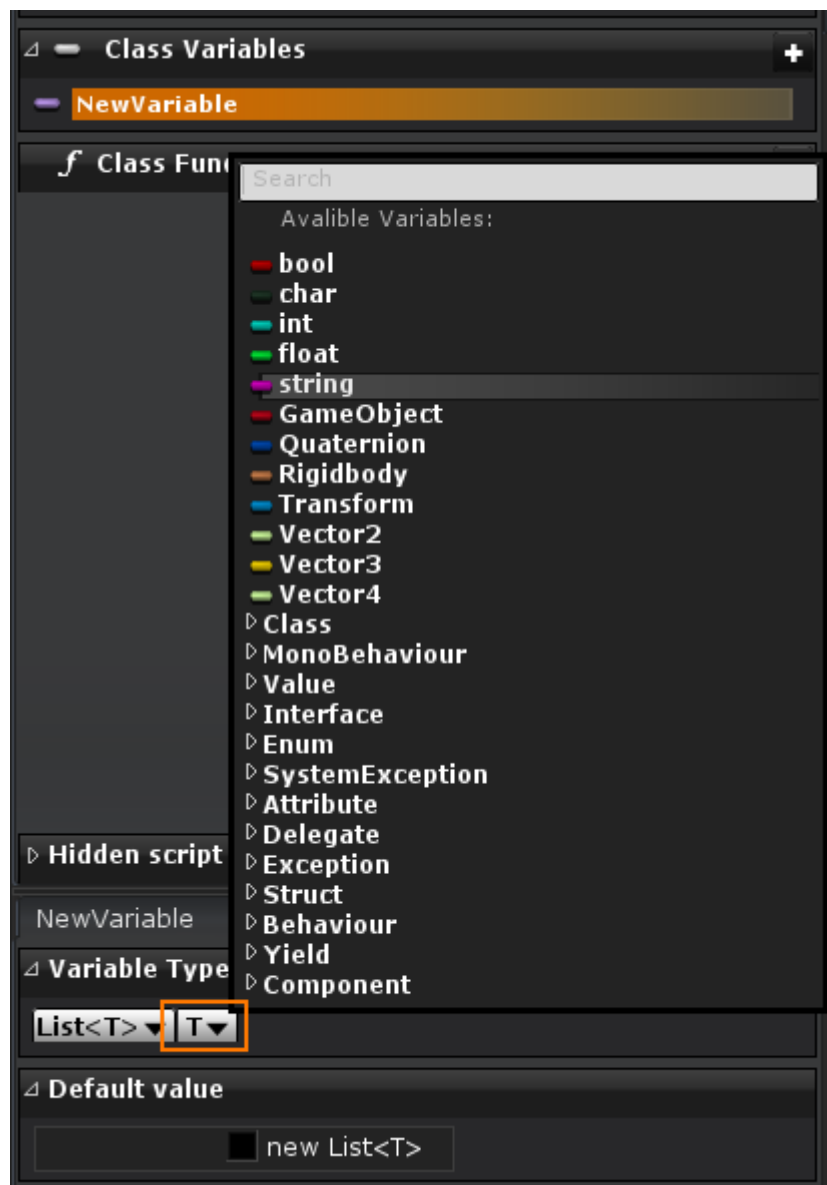 Class Variables
NewVariable
f Class Fun
Search
Avalible Variables:
bool
char
int
float
string
GameObject
Quaternion
Rigidbody
Transform
Vector2
Vector3
Vector4
Class
MonoBehaviour
Value
Interface
Enum
SystemException
Attribute
Delegate
Exception
Struct
Behaviour
Yield
Component
Hidden script
NewVariable
Variable Type
List<T> T
Default value
new List<T>